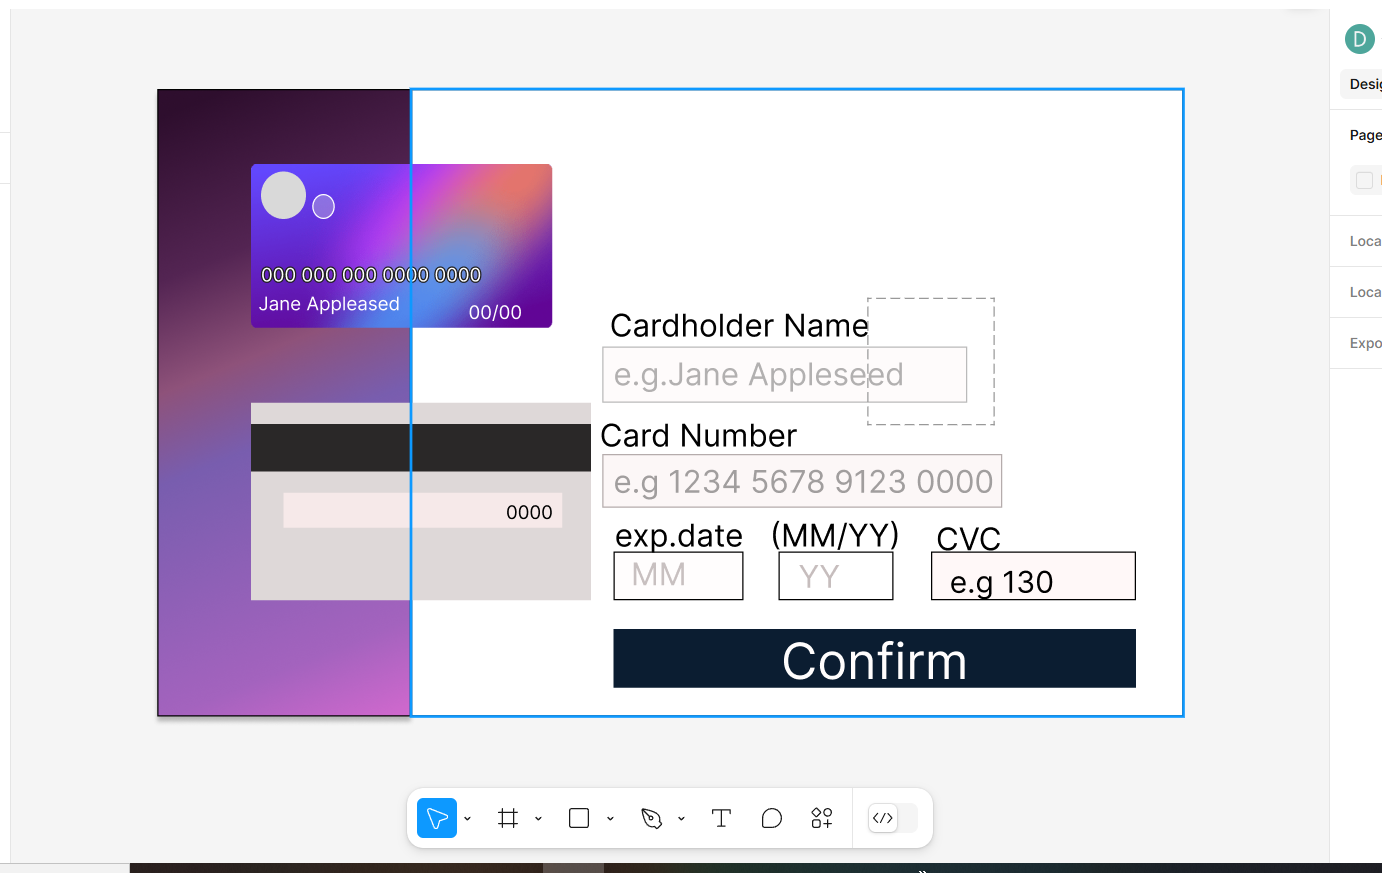 D
Desig
Page
Loca
Loca
Expo
000 000 000 0000 0000
Jane Appleased
00/00
0000
Cardholder Name
e.g.Jane Appleseed
Card Number
e.g 1234 5678 9123 0000
exp.date (MM/YY) CVC
MM YY e.g 130
Confirm
T